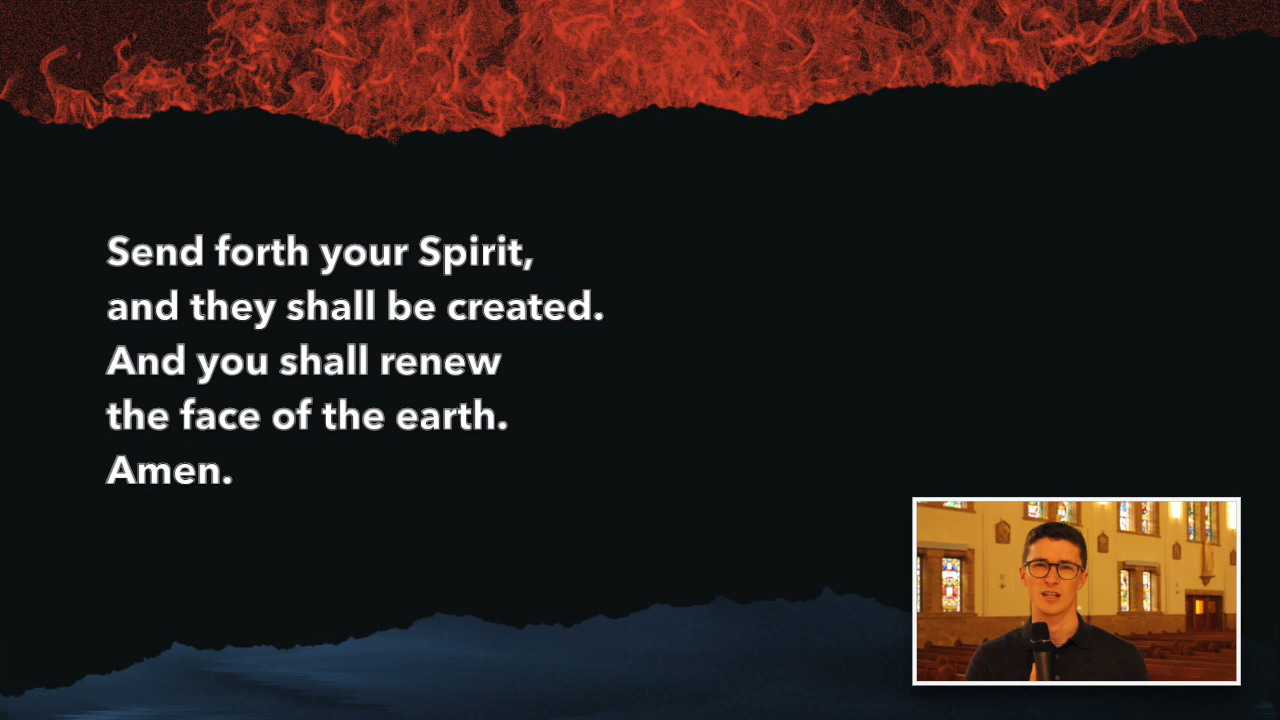 Send forth your Spirit,
and they shall be created.
And you shall renew
the face of the earth.
Amen.